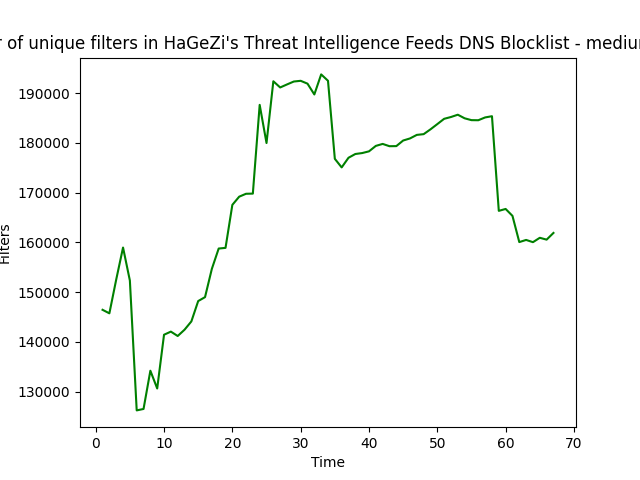 r of unique filters in HaGeZi's Threat Intelligence Feeds DNS Blocklist - mediu
190000
180000
170000
160000
150000
140000
130000
Filters
0 10 20 30 40 50 60 70
Time